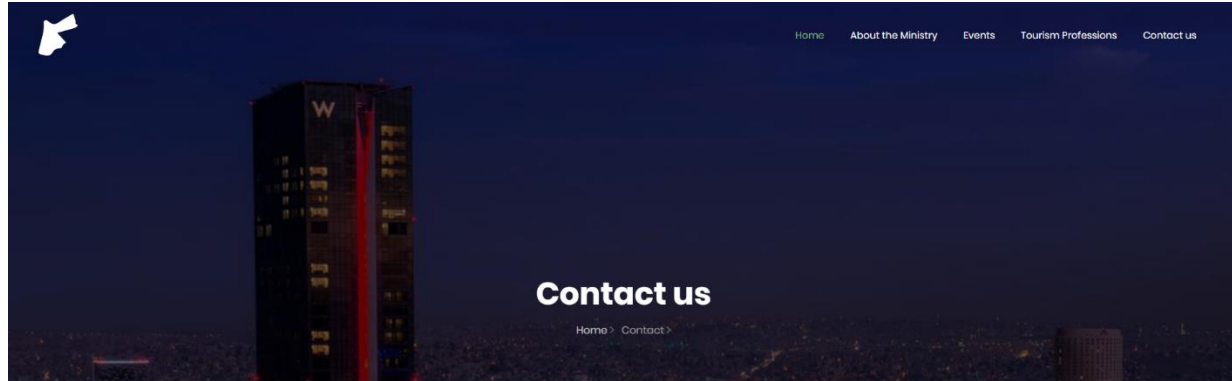 Home About the Ministry Events Tourism Professions Contact us
W
Contact us
Home > Contact >